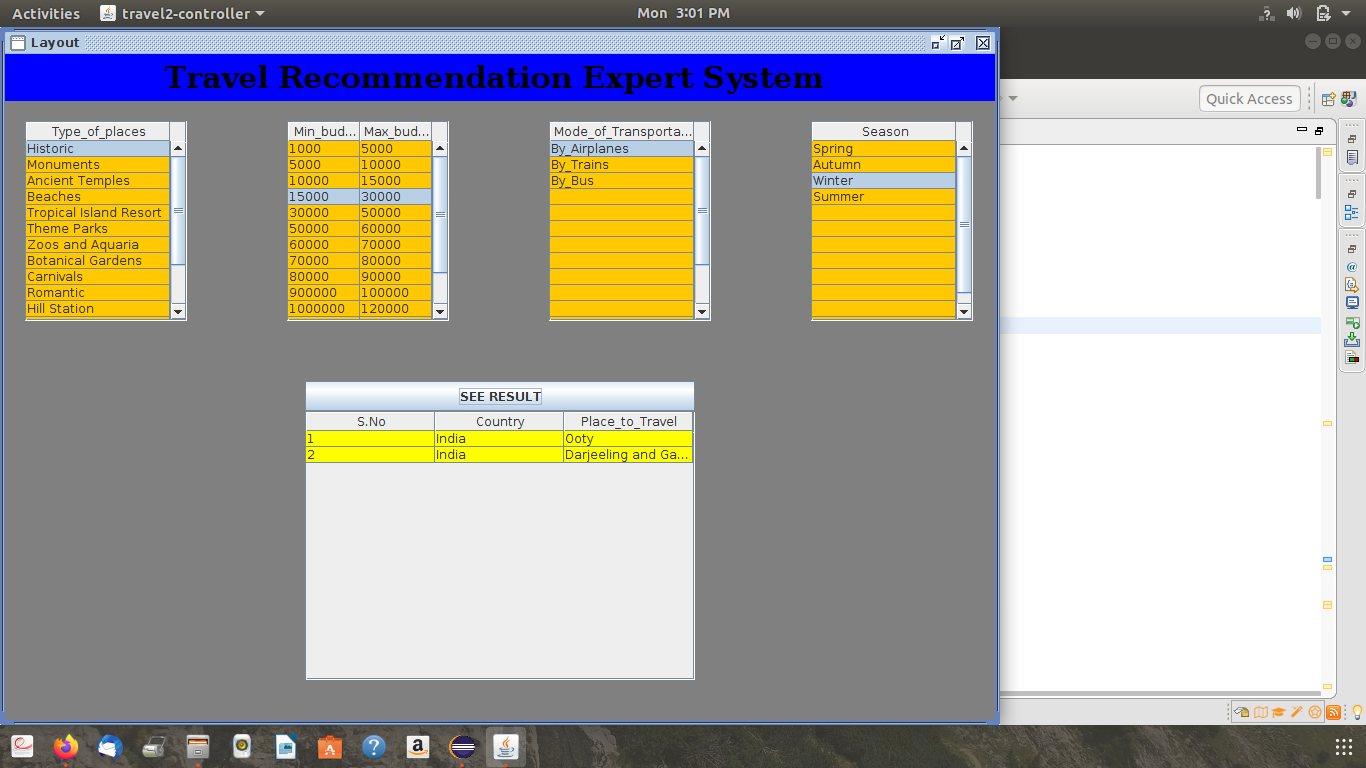 Activities travel2-controller Mon 3:01 PM
Layout
Travel Recommendation Expert System
Quick Access
Type_of_places Min_bud... Max_bud... Mode_of_Transporta... Season
Historic 1000 5000 By_Airplanes Spring
Monuments 5000 10000 By_Trains Autumn
Ancient Temples 10000 15000 By_Bus Winter
Beaches 15000 30000 Summer
Tropical Island Resort 30000 50000
Theme Parks 50000 60000
Zoos and Aquaria 60000 70000
Botanical Gardens 70000 80000
Carnivals 80000 90000
Romantic 900000 100000
Hill Station 1000000 120000
SEE RESULT
S.No Country Place_to_Travel
1 India Ooty
2 India Darjeeling and Ga...